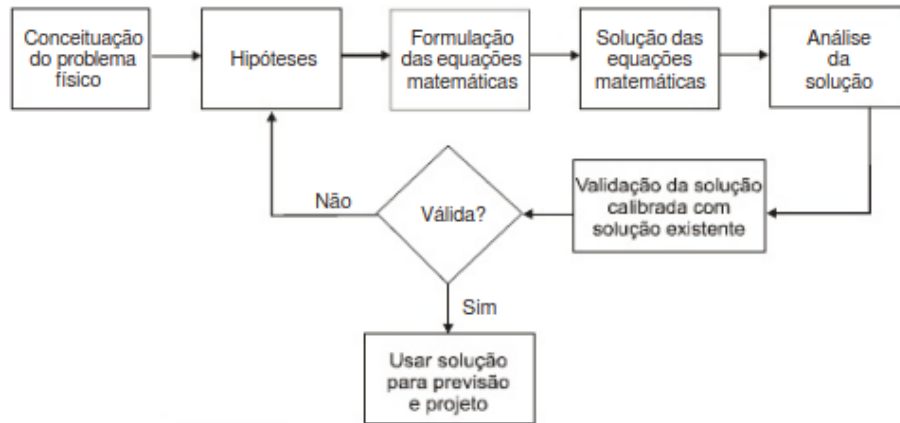 Conceituação
do problema
físico
Hipóteses
Formulação
das equações
matemáticas
Solução das
equações
matemáticas
Análise
da
solução
Validação da solução
calibrada com
solução existente
Válida?
Não
Sim
Usar solução
para previsão
e projeto